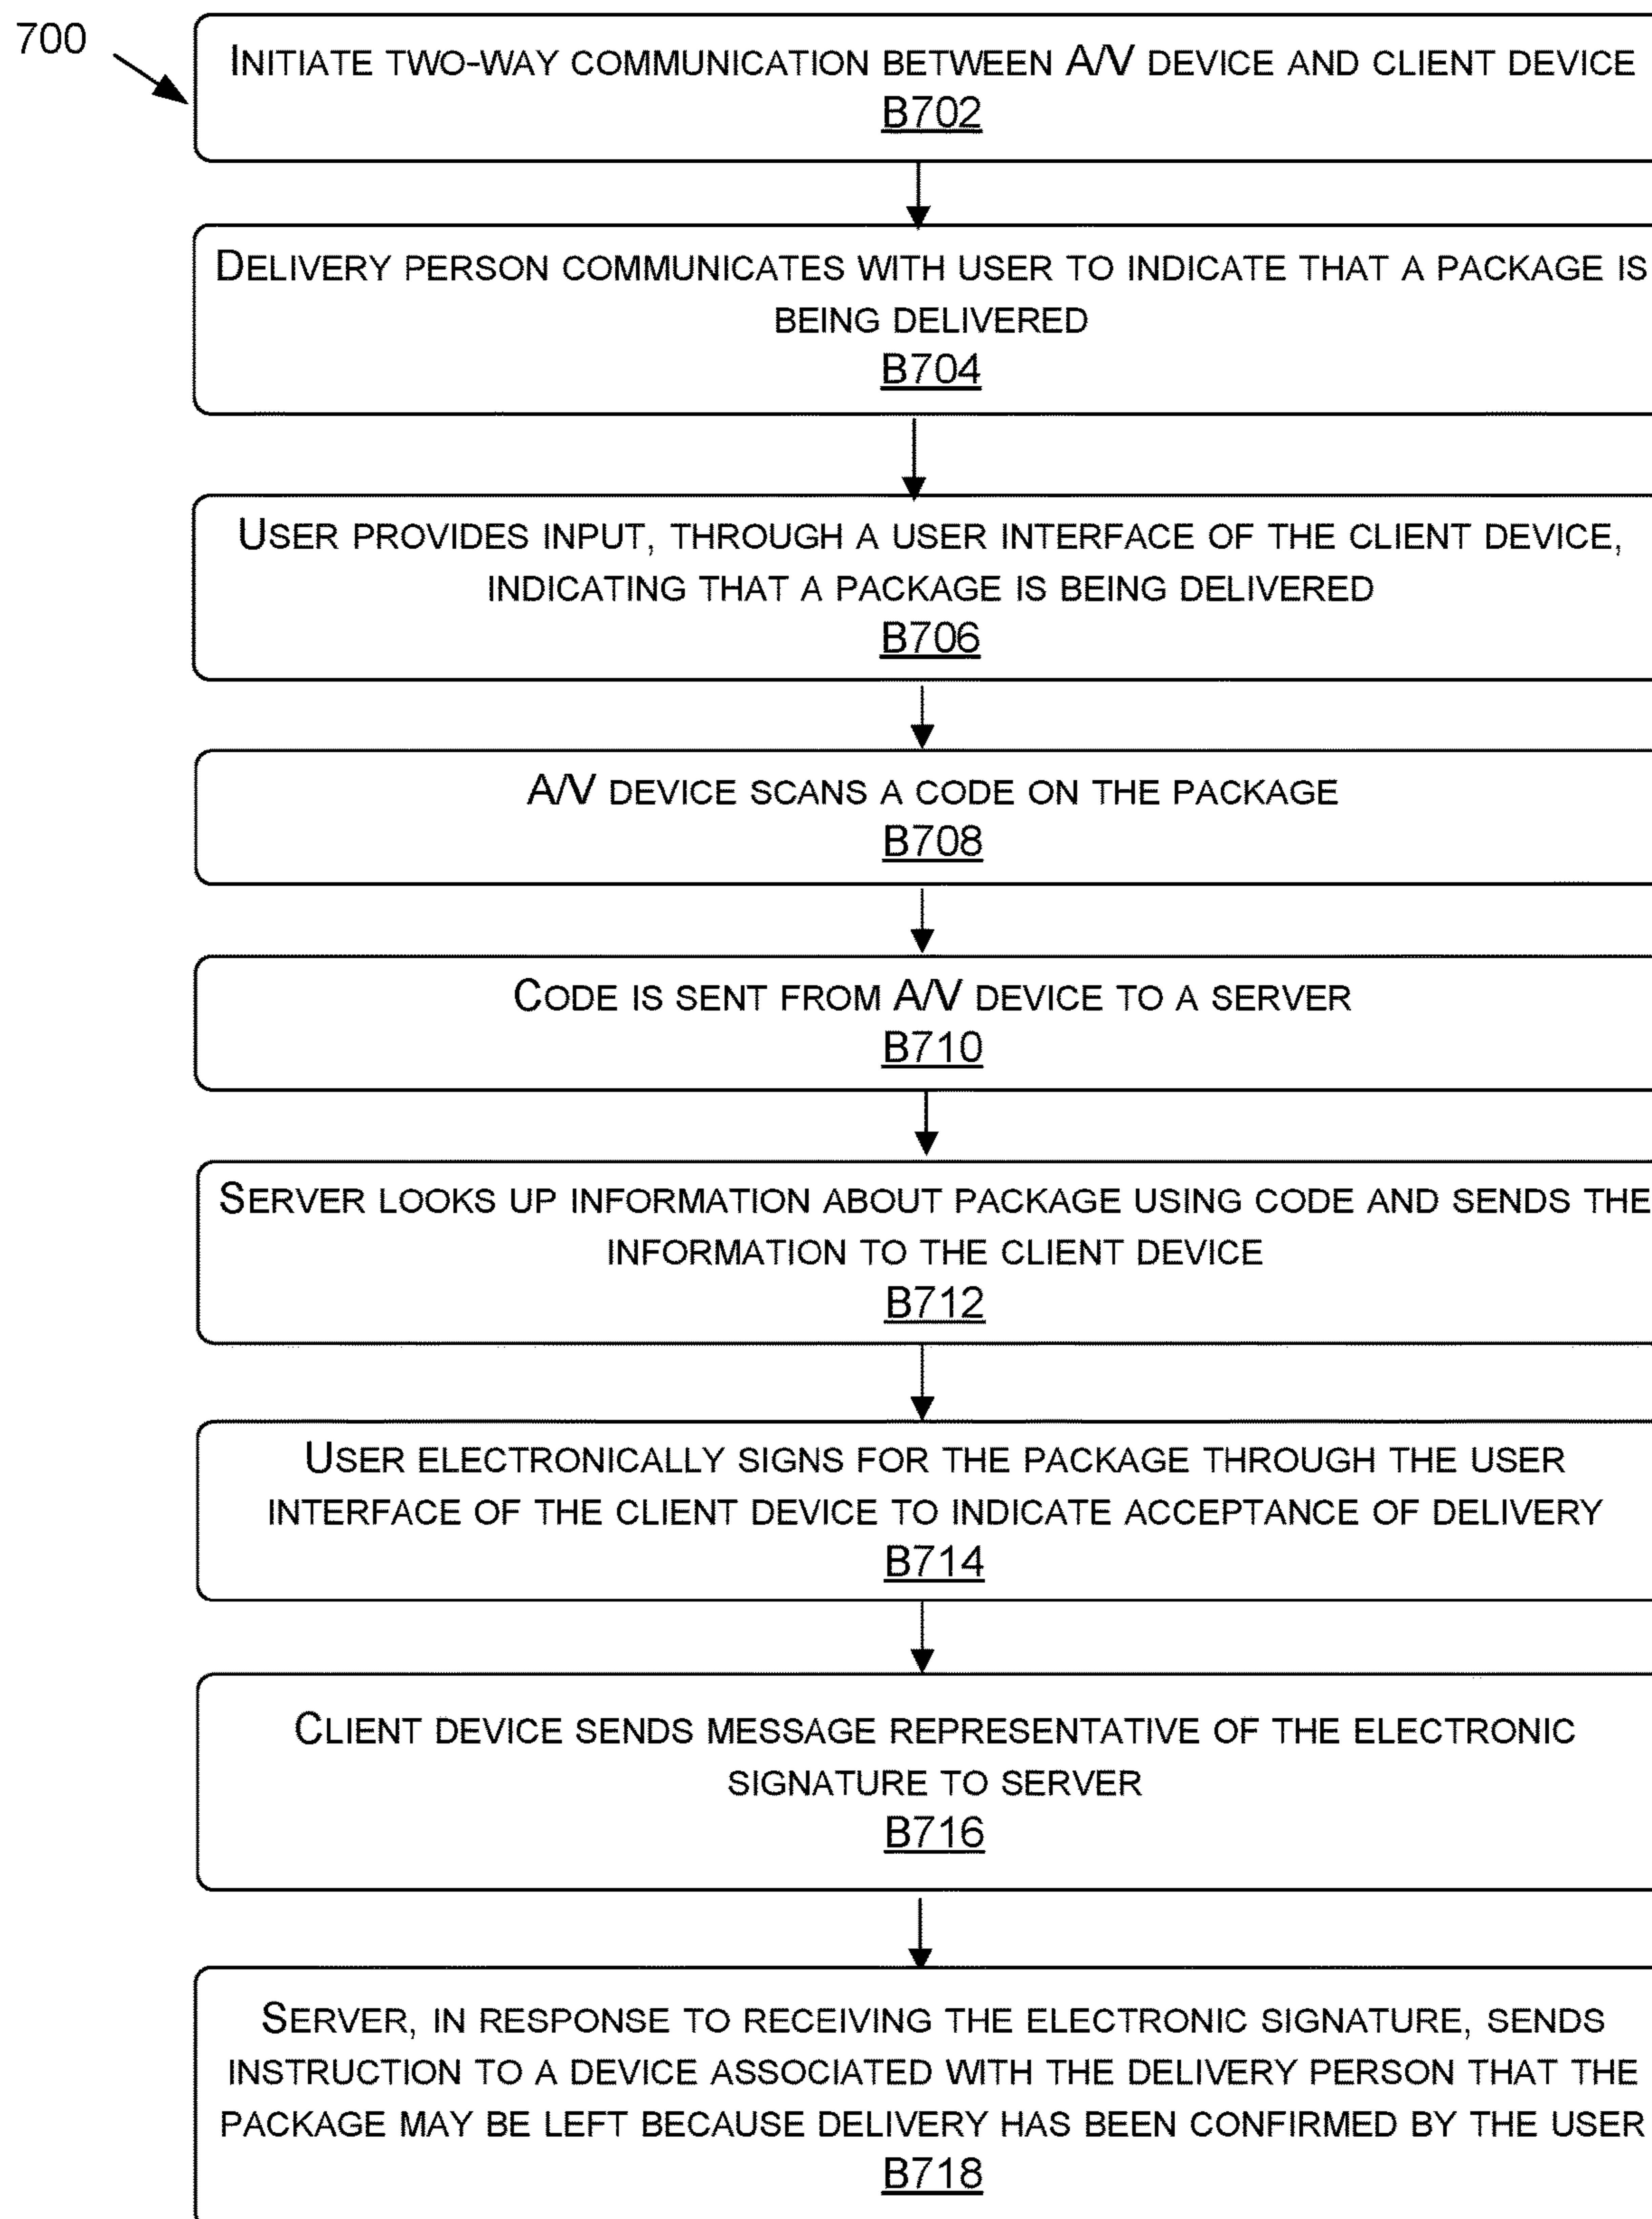 700
INITIATE TWO-WAY COMMUNICATION BETWEEN A/V DEVICE AND CLIENT DEVICE
B702
DELIVERY PERSON COMMUNICATES WITH USER TO INDICATE THAT A PACKAGE IS
BEING DELIVERED
B704
USER PROVIDES INPUT, THROUGH A USER INTERFACE OF THE CLIENT DEVICE,
INDICATING THAT A PACKAGE IS BEING DELIVERED
B706
A/V DEVICE SCANS A CODE ON THE PACKAGE
B708
CODE IS SENT FROM A/V DEVICE TO A SERVER
B710
SERVER LOOKS UP INFORMATION ABOUT PACKAGE USING CODE AND SENDS THE
INFORMATION TO THE CLIENT DEVICE
B712
USER ELECTRONICALLY SIGNS FOR THE PACKAGE THROUGH THE USER
INTERFACE OF THE CLIENT DEVICE TO INDICATE ACCEPTANCE OF DELIVERY
B714
CLIENT DEVICE SENDS MESSAGE REPRESENTATIVE OF THE ELECTRONIC
SIGNATURE TO SERVER
B716
SERVER, IN RESPONSE TO RECEIVING THE ELECTRONIC SIGNATURE, SENDS
INSTRUCTION TO A DEVICE ASSOCIATED WITH THE DELIVERY PERSON THAT THE
PACKAGE MAY BE LEFT BECAUSE DELIVERY HAS BEEN CONFIRMED BY THE USER
B718